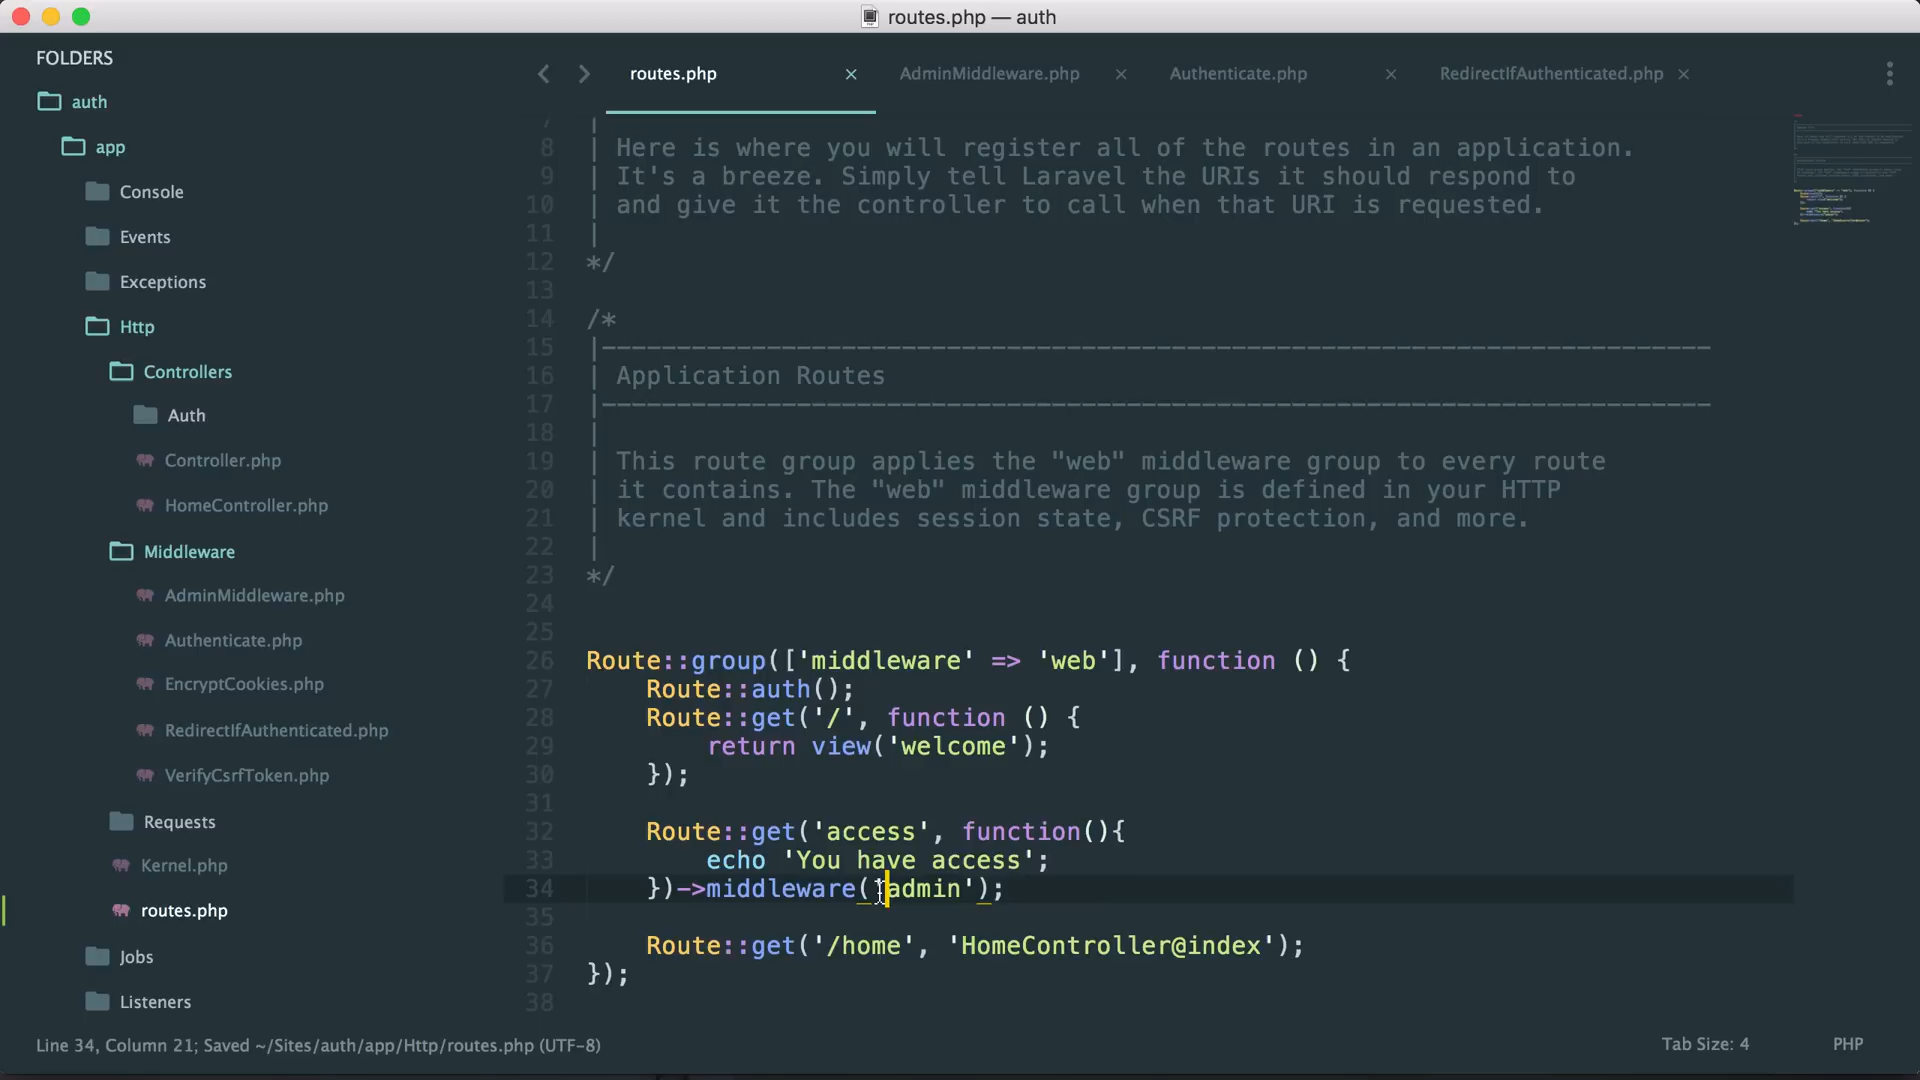 routes.php — auth
FOLDERS
auth
app
Console
Events
Exceptions
Http
Controllers
Auth
Controller.php
HomeController.php
Middleware
AdminMiddleware.php
Authenticate.php
EncryptCookies.php
RedirectIfAuthenticated.php
VerifyCsrfToken.php
Requests
Kernel.php
routes.php
Jobs
Listeners
routes.php × AdminMiddleware.php × Authenticate.php × RedirectIfAuthenticated.php ×
7 |
8 | Here is where you will register all of the routes in an application.
9 | It's a breeze. Simply tell Laravel the URIs it should respond to
10 | and give it the controller to call when that URI is requested.
11 |
12 */
13
14 /*
15 |--------------------------------------------------------------------------
16 | Application Routes
17 |--------------------------------------------------------------------------
18 |
19 | This route group applies the "web" middleware group to every route
20 | it contains. The "web" middleware group is defined in your HTTP
21 | kernel and includes session state, CSRF protection, and more.
22 |
23 */
24
25
26 Route::group(['middleware' => 'web'], function () {
27 Route::auth();
28 Route::get('/', function () {
29 return view('welcome');
30 });
31
32 Route::get('access', function(){
33 echo 'You have access';
34 })->middleware('admin');
35
36 Route::get('/home', 'HomeController@index');
37 });
38
Line 34, Column 21; Saved ~/Sites/auth/app/Http/routes.php (UTF-8)
Tab Size: 4
PHP